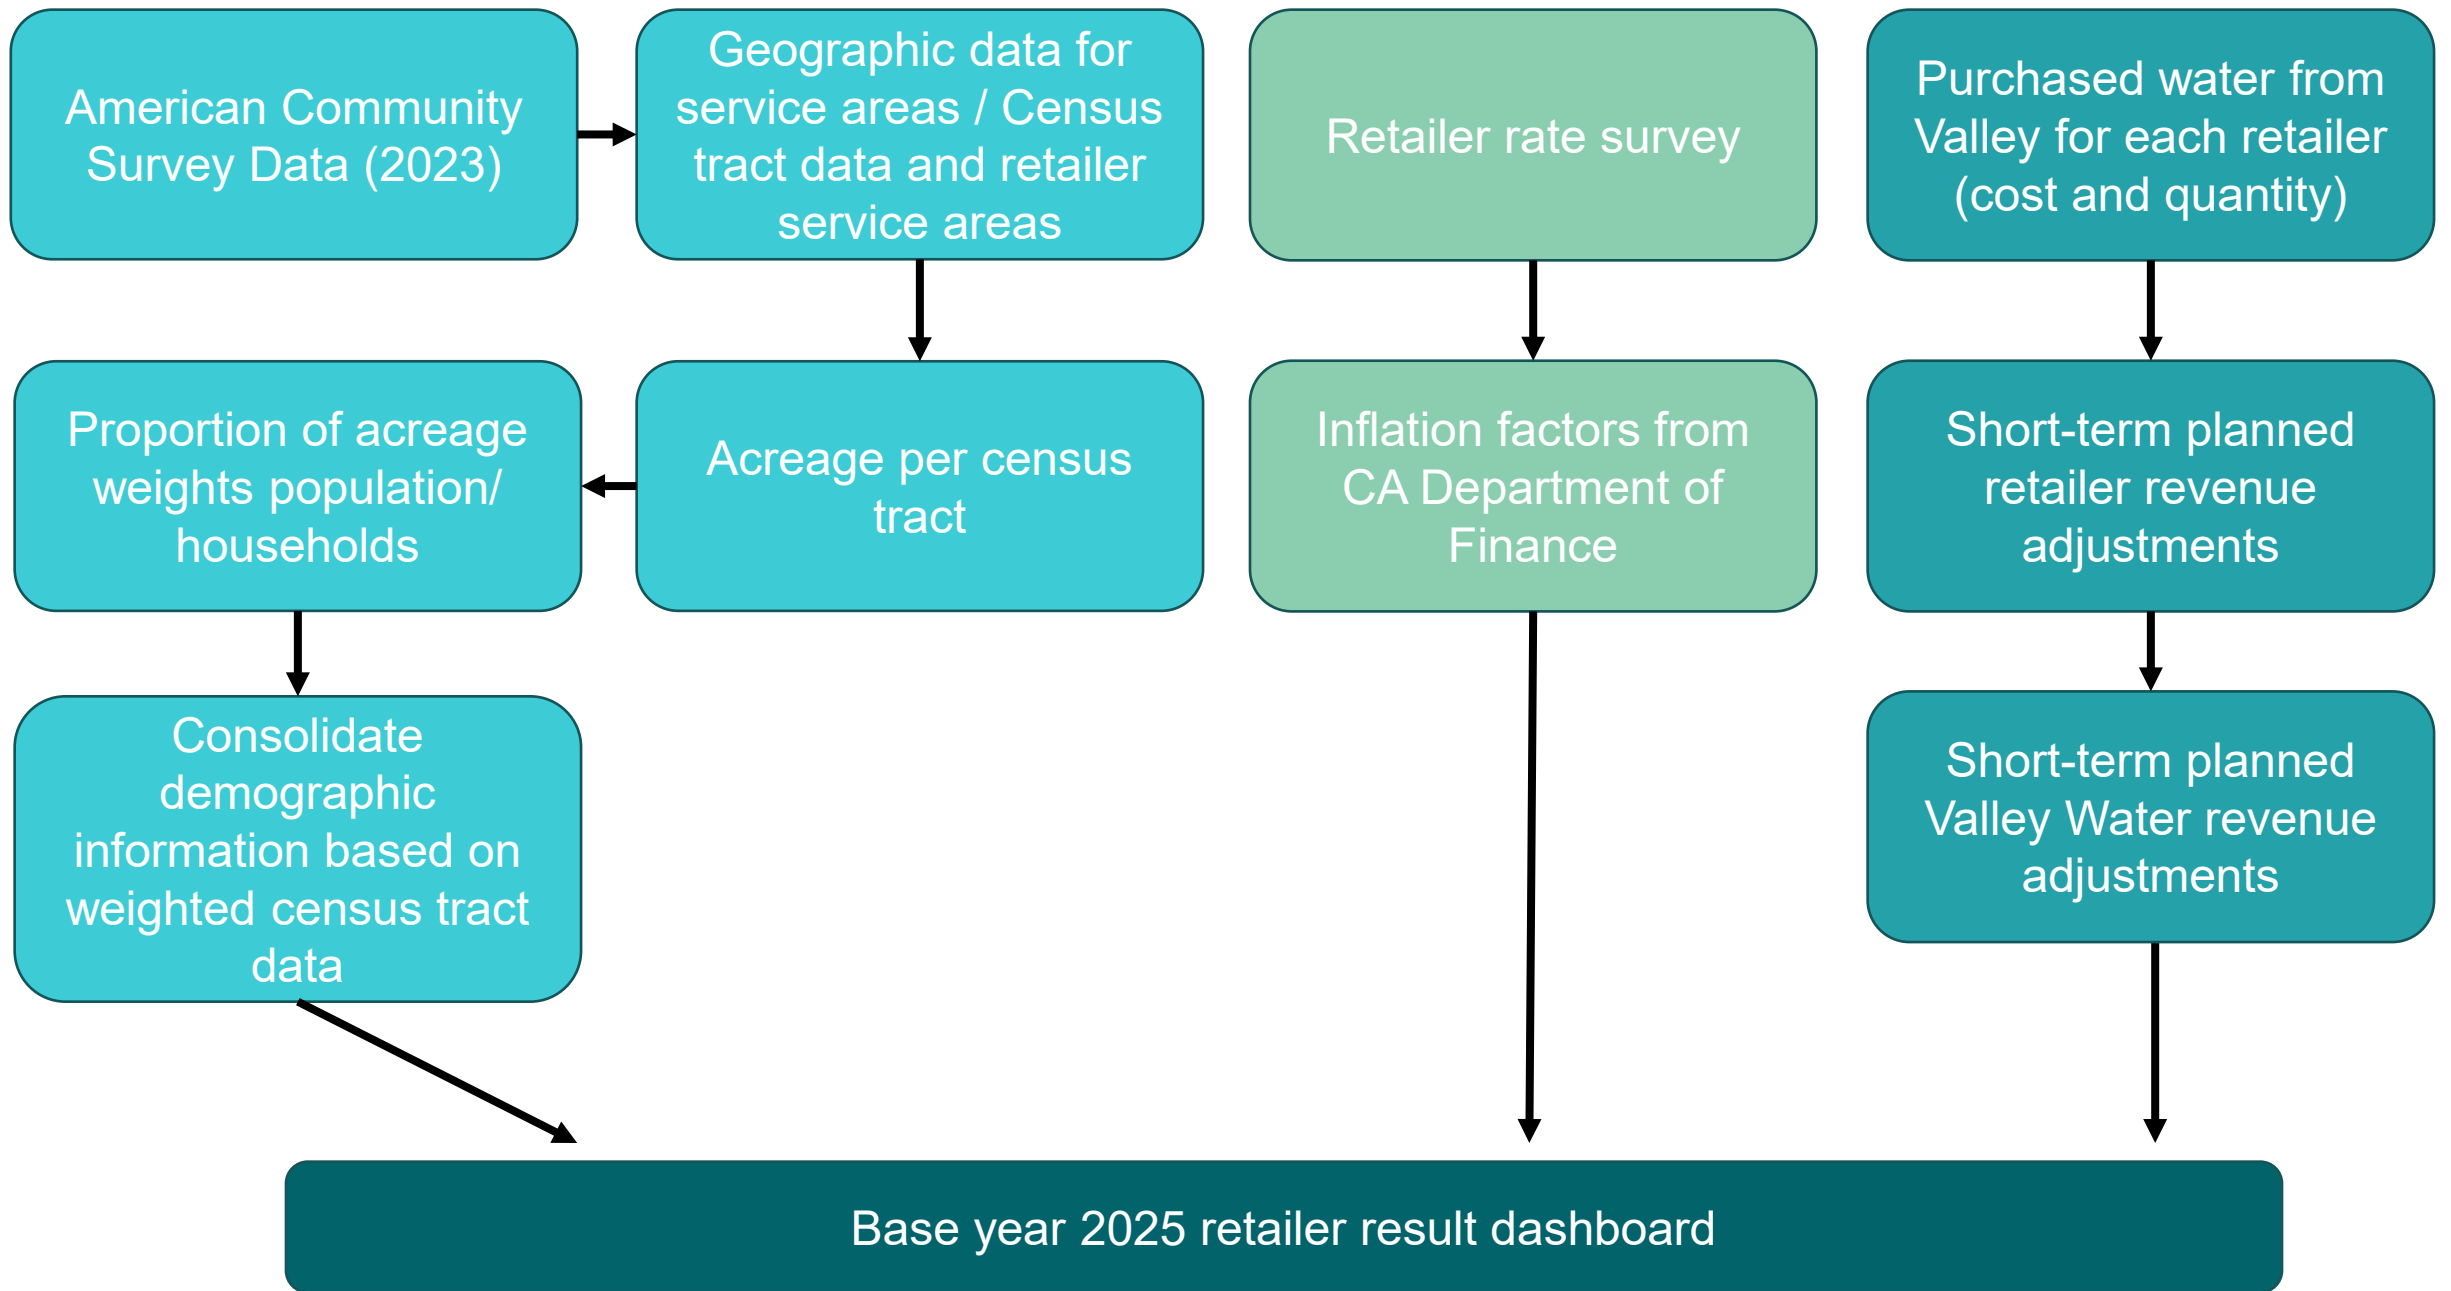 American Community
Survey Data (2023)
Geographic data for
service areas / Census
tract data and retailer
service areas
Retailer rate survey
Purchased water from
Valley for each retailer
(cost and quantity)
Proportion of acreage
weights population/
households
Acreage per census
tract
Inflation factors from
CA Department of
Finance
Short-term planned
retailer revenue
adjustments
Consolidate
demographic
information based on
weighted census tract
data
Short-term planned
Valley Water revenue
adjustments
Base year 2025 retailer result dashboard